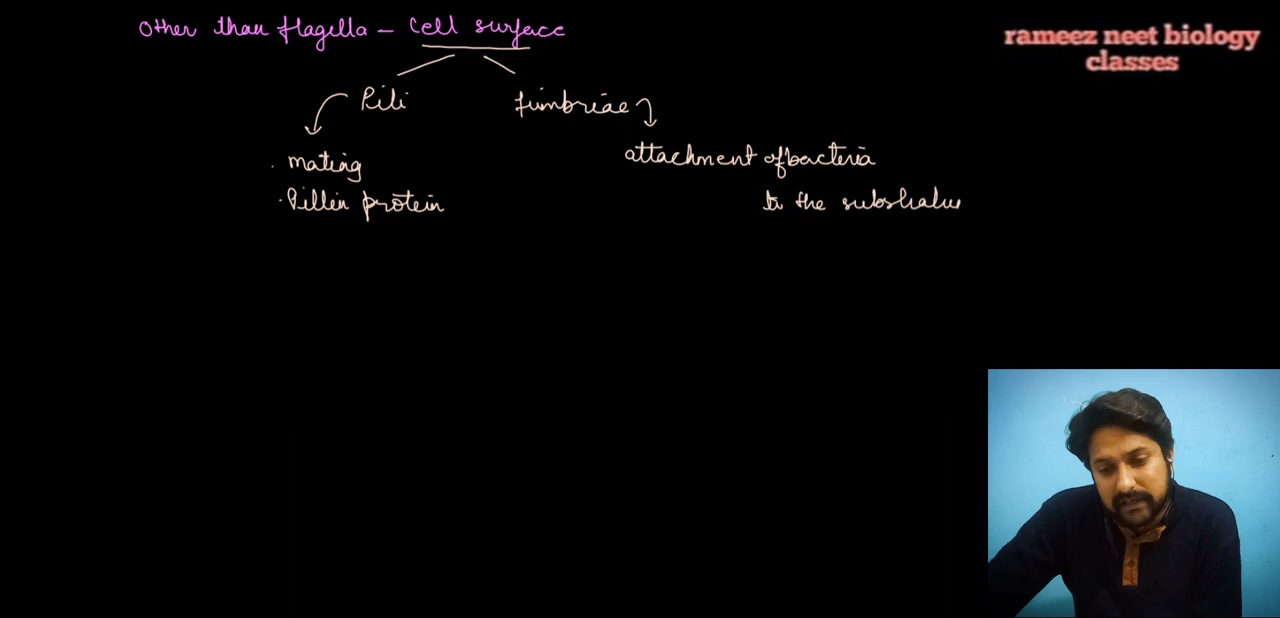 Other than flagella – Cell surface
rameez neet biology
classes
Pili
fimbriae
mating
attachment of bacteria
Pillin protein
to the substratum